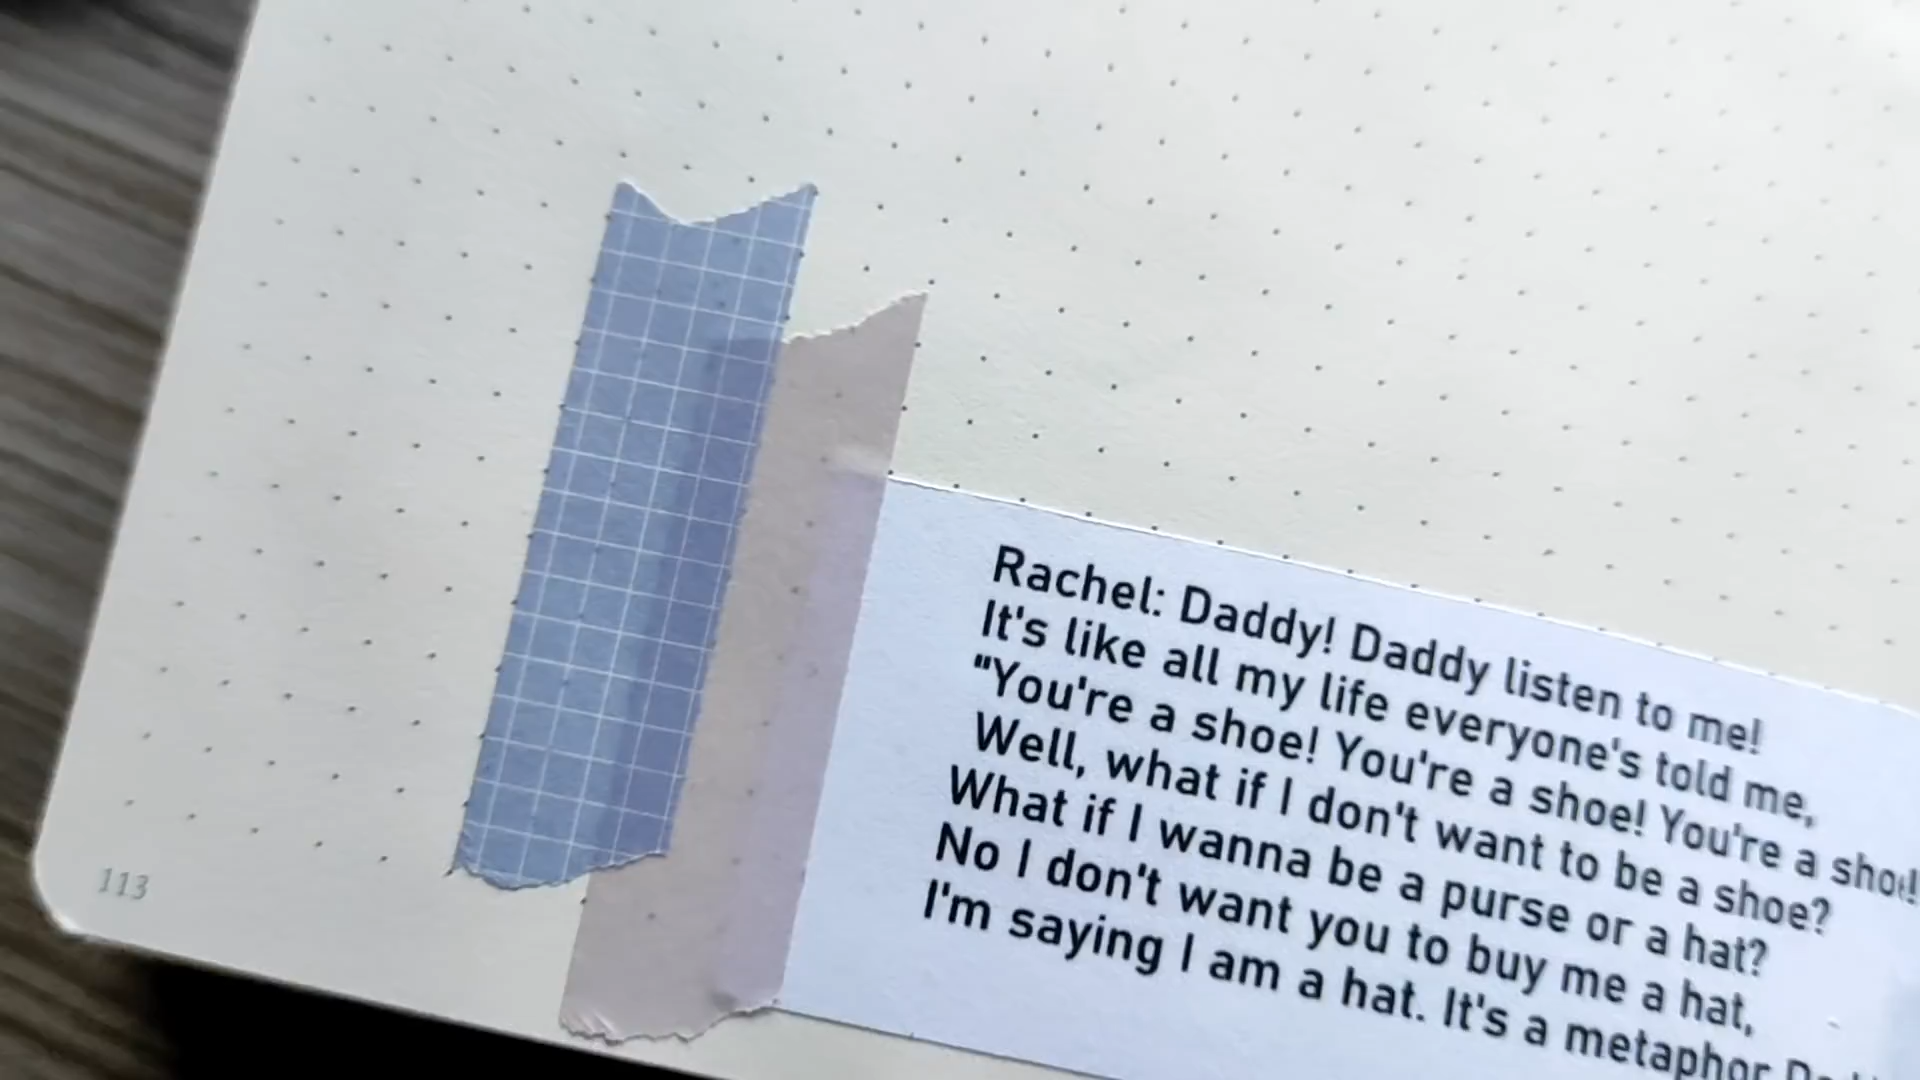 Rachel: Daddy! Daddy listen to me!
It's like all my life everyone's told me,
"You're a shoe! You're a shoe! You're a shoe!
Well, what if I don't want to be a shoe?
What if I wanna be a purse or a hat?
No I don't want you to buy me a hat,
I'm saying I am a hat. It's a metaphor
113